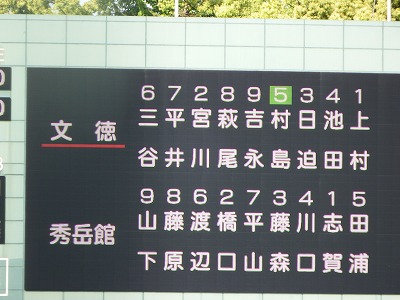 6 7 2 8 9 5 3 4 1
文徳 三 平 宮 萩 吉 村 日 池 上
谷 井 川 尾 永 島 迫 田 村
9 8 6 2 7 3 4 1 5
秀岳館 山 藤 渡 橋 平 藤 川 志 田
下 原 辺 口 山 森 口 賀 浦